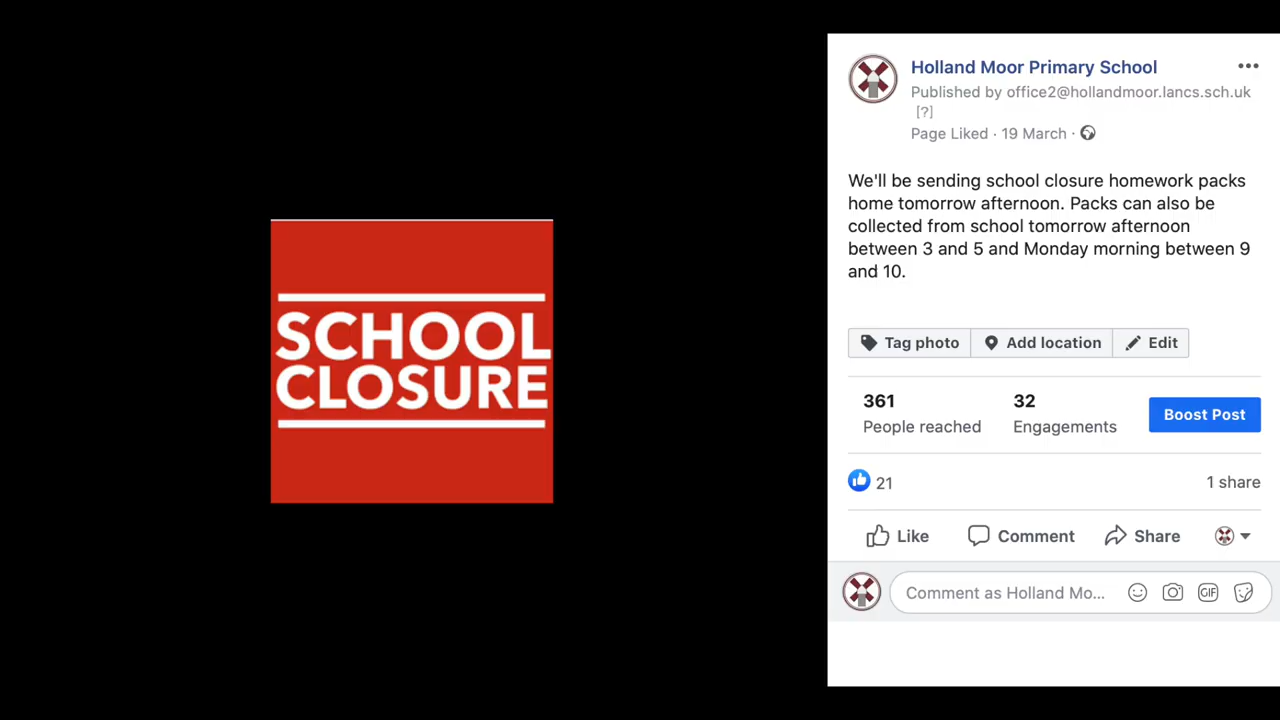 SCHOOL
CLOSURE
Holland Moor Primary School
Published by office2@hollandmoor.lancs.sch.uk
[?]
Page Liked · 19 March ·
We'll be sending school closure homework packs
home tomorrow afternoon. Packs can also be
collected from school tomorrow afternoon
between 3 and 5 and Monday morning between 9
and 10.
Tag photo Add location Edit
361 32 Boost Post
People reached Engagements
21 1 share
Like Comment Share
Comment as Holland Mo... GIF